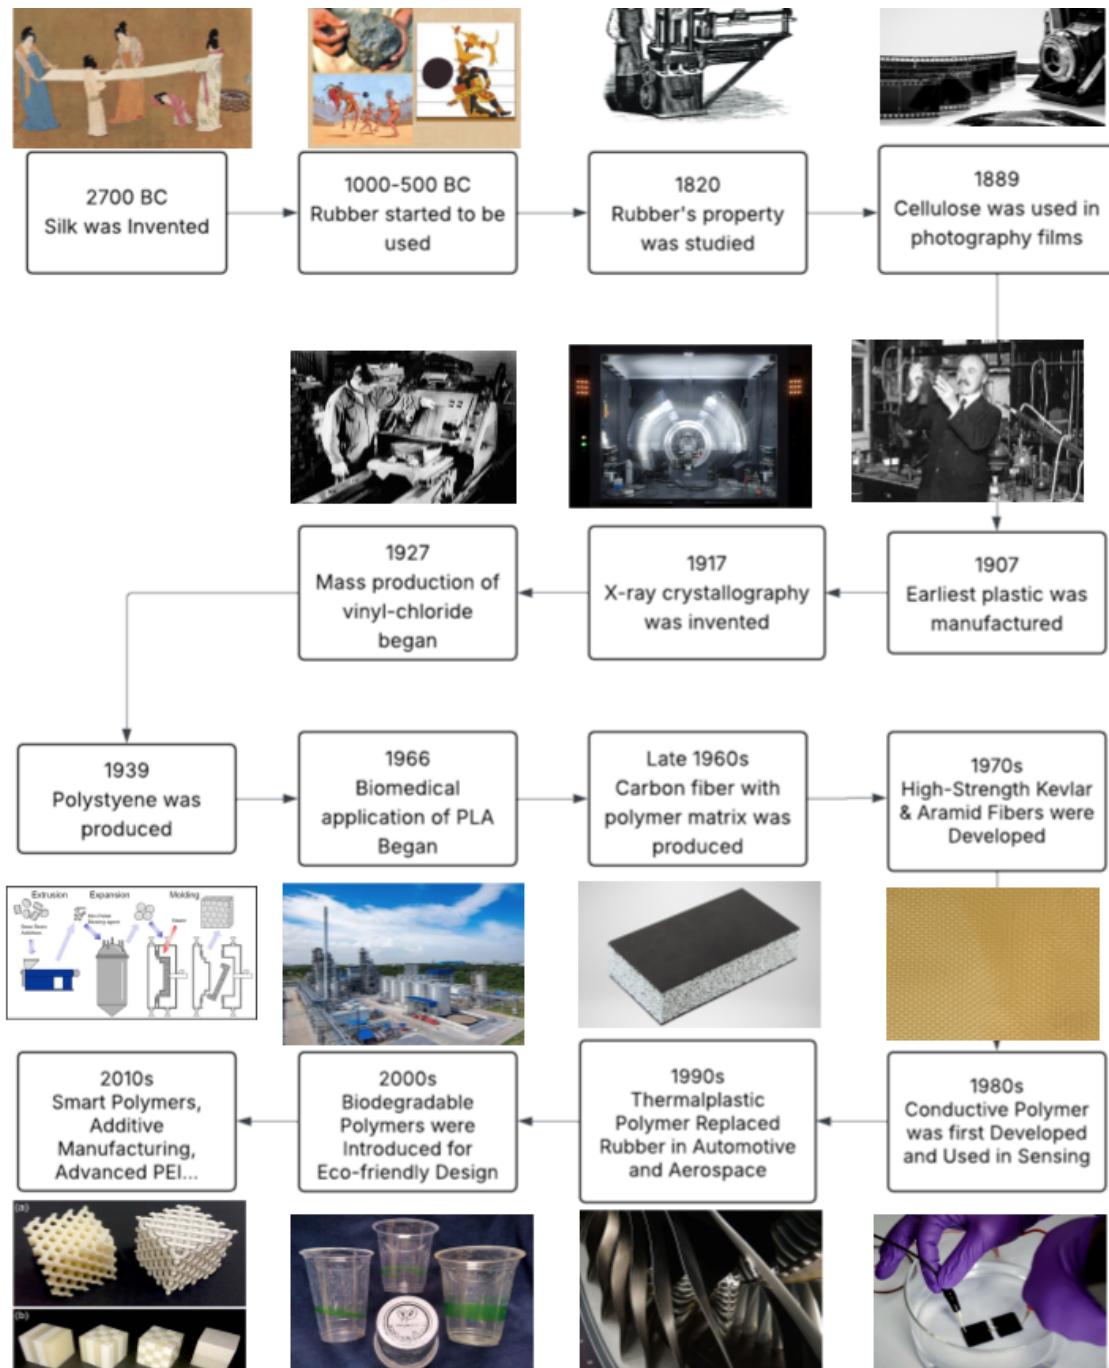 2700 BC
Silk was Invented
1000-500 BC
Rubber started to be
used
1820
Rubber's property
was studied
1889
Cellulose was used in
photography films
1907
Earliest plastic was
manufactured
1917
X-ray crystallography
was invented
1927
Mass production of
vinyl-chloride
began
1939
Polystyene was
produced
1966
Biomedical
application of PLA
Began
Late 1960s
Carbon fiber with
polymer matrix was
produced
1970s
High-Strength Kevlar
& Aramid Fibers were
Developed
Extrusion
Expansion
Molding
Steam
1980s
Conductive Polymer
was first Developed
and Used in Sensing
1990s
Thermalplastic
Polymer Replaced
Rubber in Automotive
and Aerospace
2000s
Biodegradable
Polymers were
Introduced for
Eco-friendly Design
2010s
Smart Polymers,
Additive
Manufacturing,
Advanced PEI...
(a)
(b)